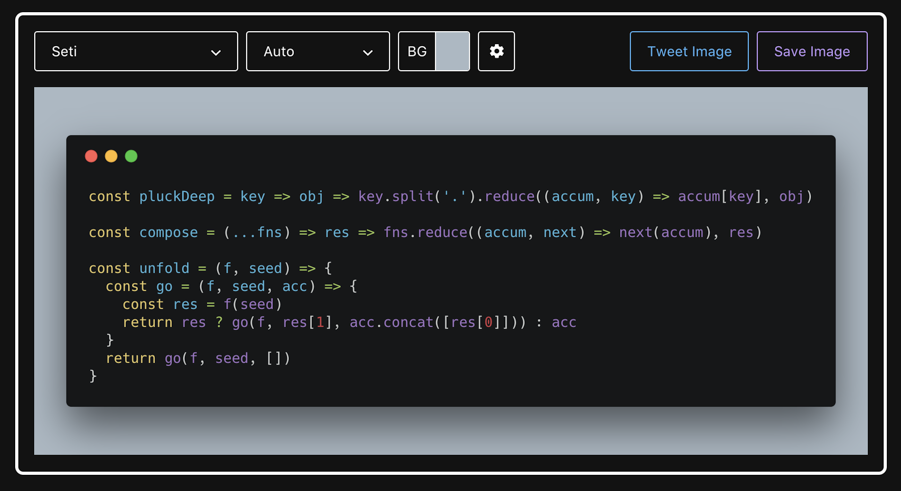 Seti Auto BG Tweet Image Save Image
const pluckDeep = key => obj => key.split('.').reduce((accum, key) => accum[key], obj)
const compose = (...fns) => res => fns.reduce((accum, next) => next(accum), res)
const unfold = (f, seed) => {
  const go = (f, seed, acc) => {
    const res = f(seed)
    return res ? go(f, res[1], acc.concat([res[0]])) : acc
  }
  return go(f, seed, [])
}